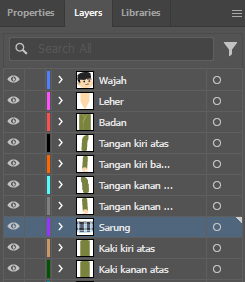 Properties Layers Libraries
Search All
Wajah
Leher
Badan
Tangan kiri atas
Tangan kiri ba...
Tangan kanan ...
Tangan kanan ...
Sarung
Kaki kiri atas
Kaki kanan atas